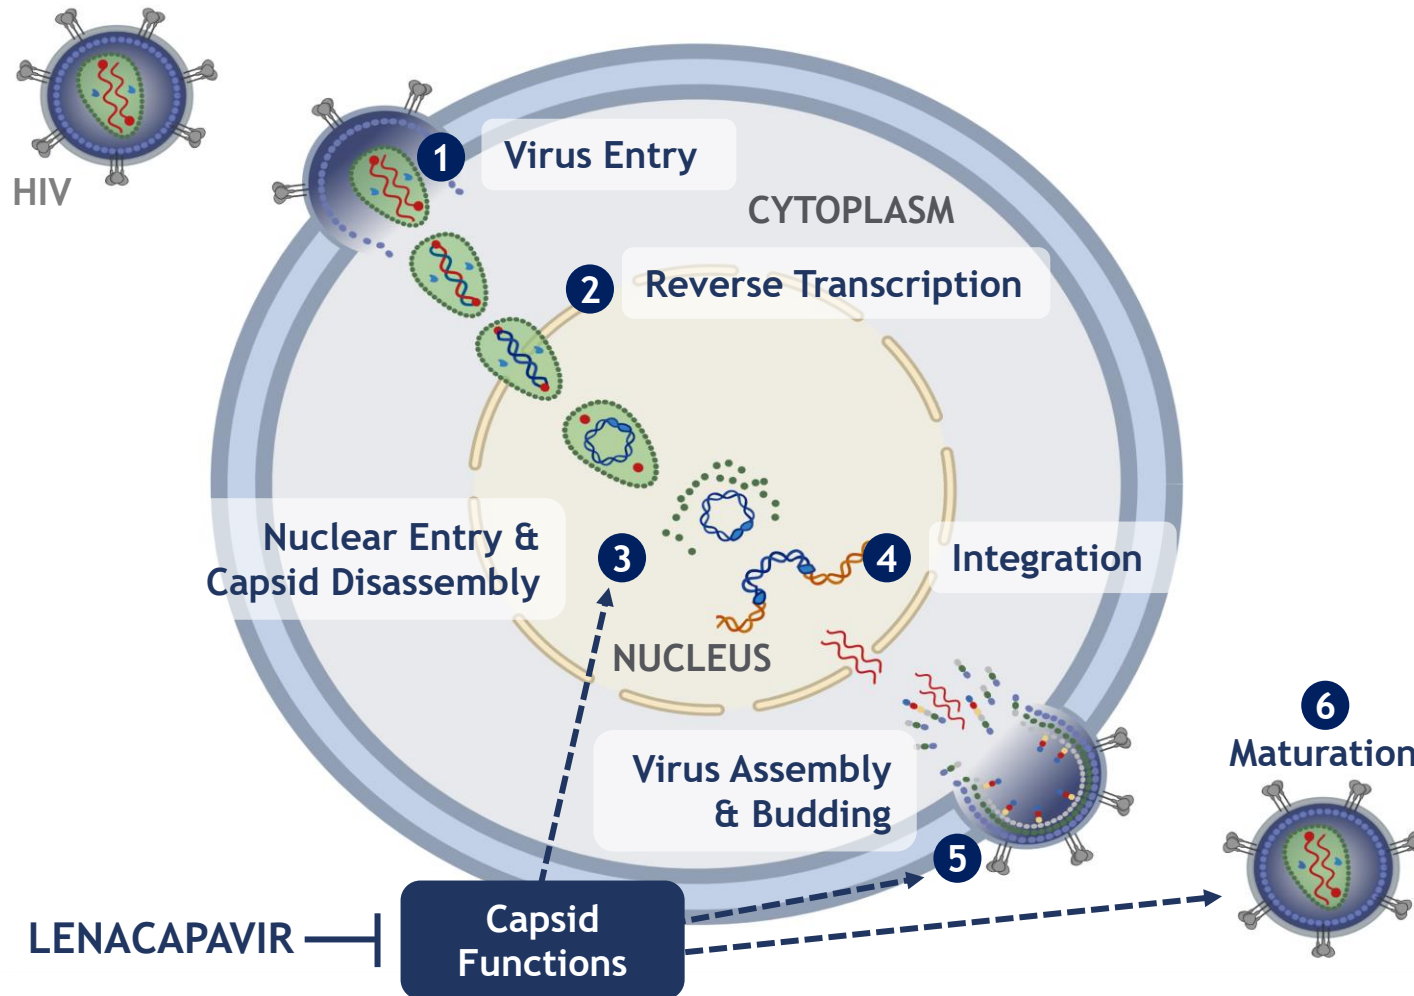 HIV
1
Virus Entry
CYTOPLASM
2
Reverse Transcription
Nuclear Entry &
Capsid Disassembly
3
4
Integration
NUCLEUS
Virus Assembly
& Budding
5
6
Maturation
LENACAPAVIR
Capsid
Functions